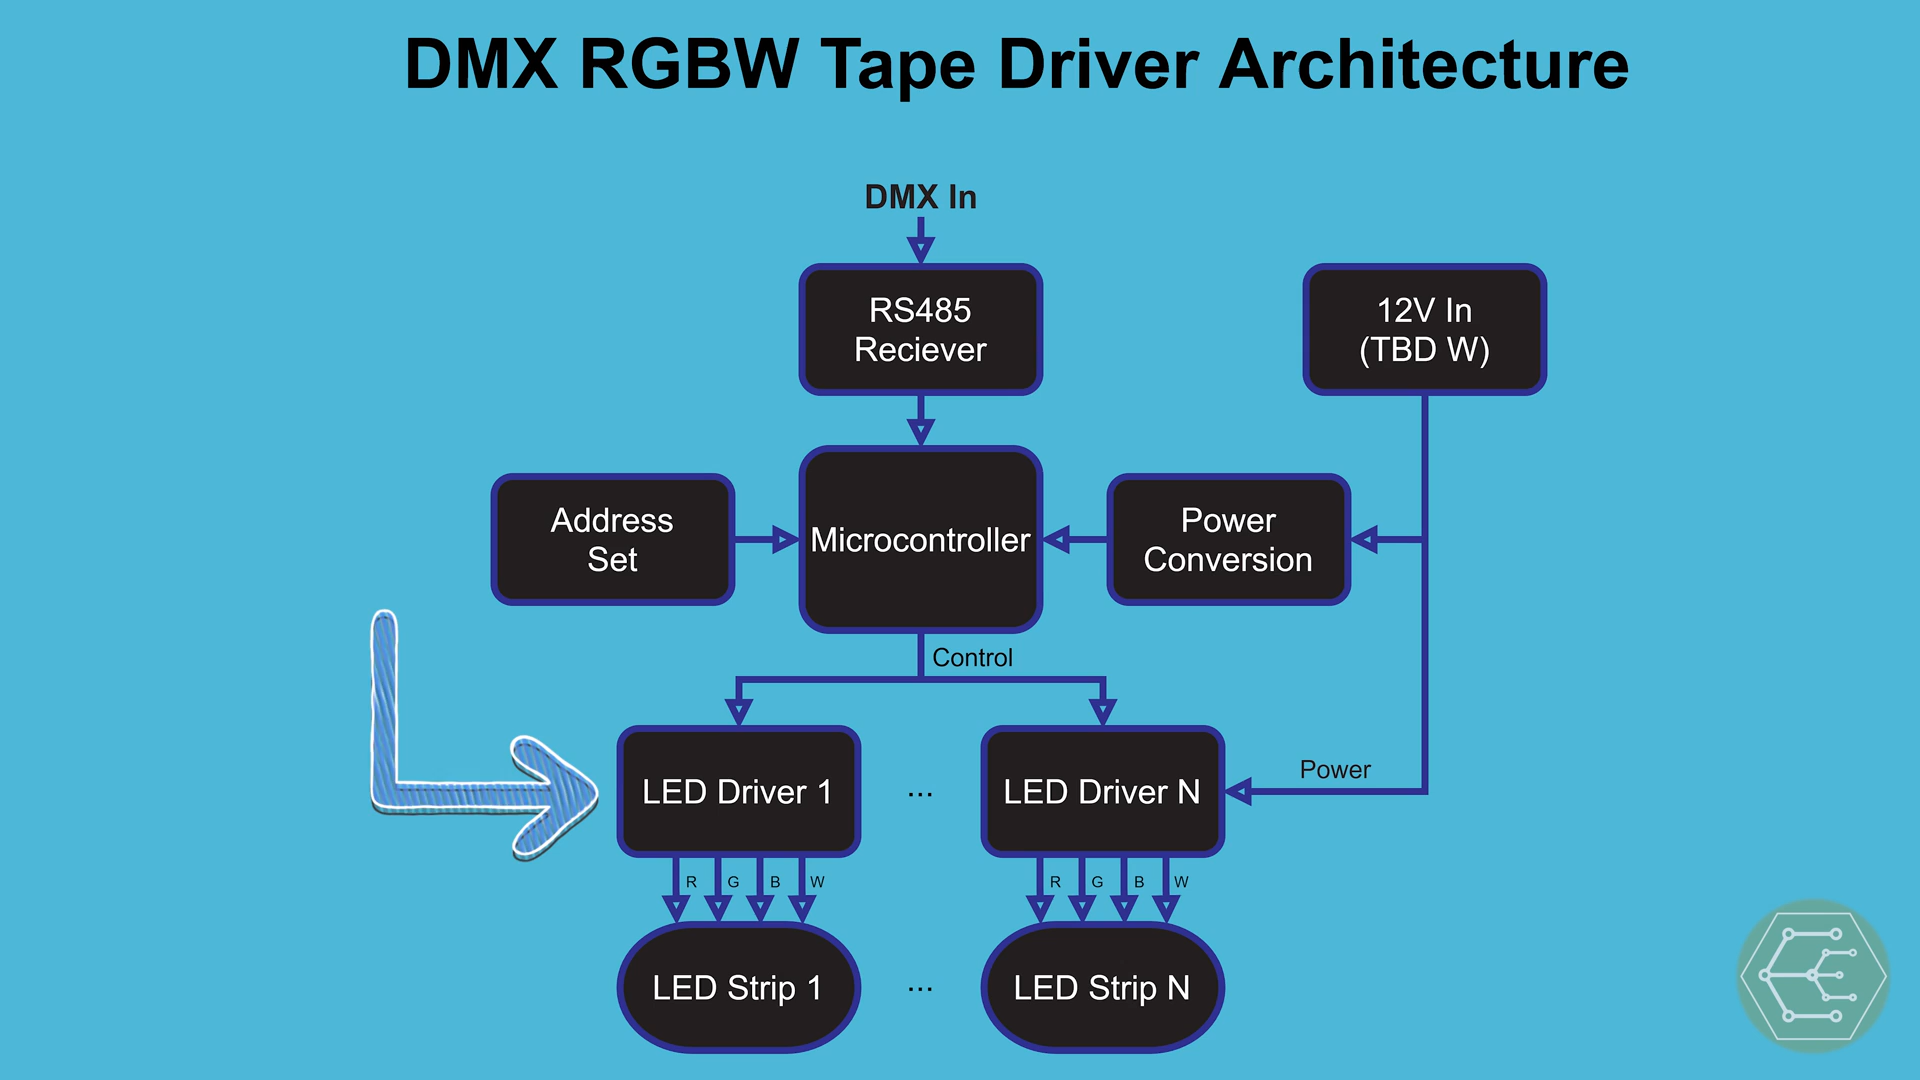 DMX RGBW Tape Driver Architecture
DMX In
RS485
Reciever
12V In
(TBD W)
Address
Set
Microcontroller
Power
Conversion
Control
LED Driver 1
...
LED Driver N
Power
R G B W
R G B W
LED Strip 1
...
LED Strip N